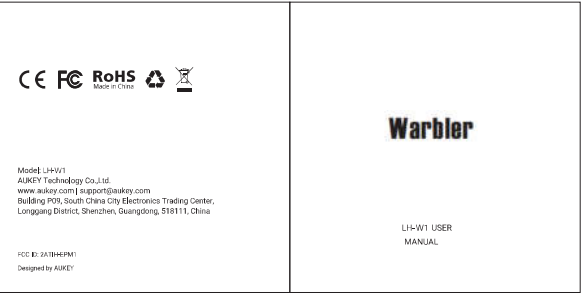 CE FC RoHS
Made in China
Model: LH-W1
AUKEY Technology Co.,Ltd.
www.aukey.com | support@aukey.com
Building P09, South China City Electronics Trading Center,
Longgang District, Shenzhen, Guangdong, 518111, China
FCC ID: 2ATIH-EPM1
Designed by AUKEY
Warbler
LH-W1 USER
MANUAL